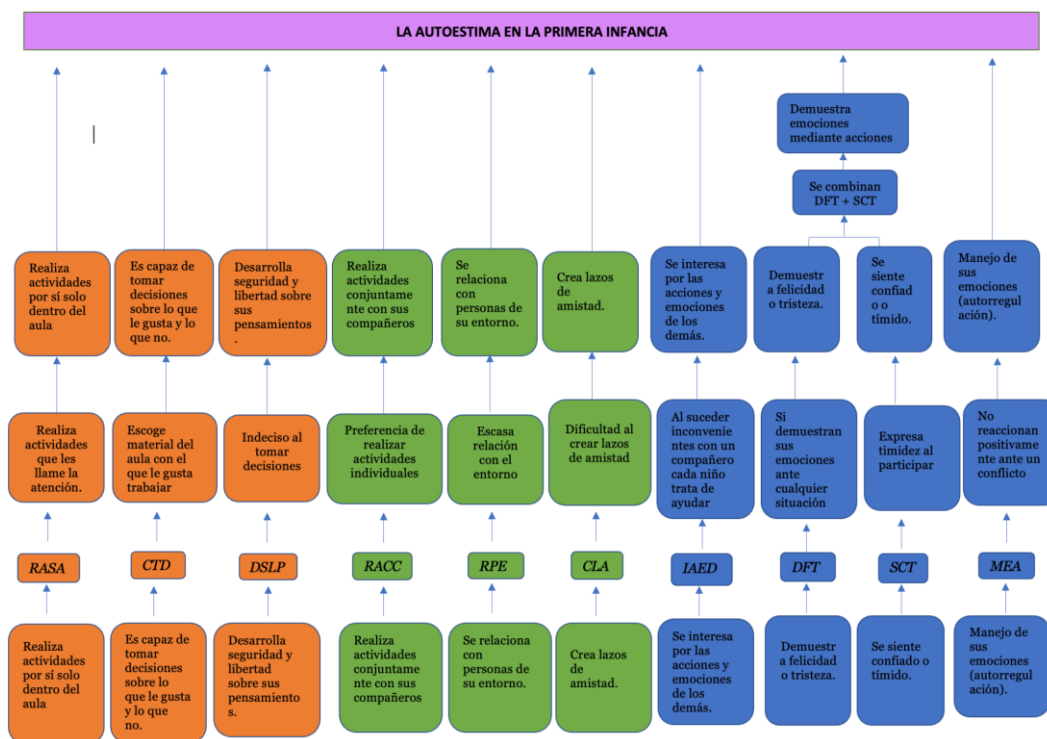 LA AUTOESTIMA EN LA PRIMERA INFANCIA
Demuestra
emociones
mediante acciones
Se combinan
DFT + SCT
Realiza
actividades
por sí solo
dentro del
aula
Es capaz de
tomar
decisiones
sobre lo que
le gusta y lo
que no.
Desarrolla
seguridad y
libertad sobre
sus
pensamientos
.
Realiza
actividades
conjuntame
nte con sus
compañeros
Se
relaciona
con
personas de
su entorno.
Crea lazos
de
amistad.
Se interesa
por las
acciones y
emociones
de los
demás.
Demuestr
a felicidad
o tristeza.
Se
siente
confiad
o o
tímido.
Manejo de
sus
emociones
(autorregul
ación).
Realiza
actividades
que les
llame la
atención.
Escoge
material del
aula con el
que le gusta
trabajar
Indeciso al
tomar
decisiones
Preferencia de
realizar
actividades
individuales
Escasa
relación con
el entorno
Dificultad al
crear lazos
de amistad
Al suceder
inconvenie
ntes con un
compañero
cada niño
trata de
ayudar
Si
demuestran
sus
emociones
ante
cualquier
situación
Expresa
timidez al
participar
No
reaccionan
positivame
nte ante un
conflicto
RASA
CTD
DSLP
RACC
RPE
CLA
IAED
DFT
SCT
MEA
Realiza
actividades
por sí solo
dentro del
aula
Es capaz de
tomar
decisiones
sobre lo
que le gusta
y lo que
no.
Desarrolla
seguridad y
libertad
sobre sus
pensamiento
s.
Realiza
actividades
conjuntame
nte con sus
compañeros
Se relaciona
con
personas de
su entorno.
Crea lazos
de
amistad.
Se interesa
por las
acciones y
emociones
de los
demás.
Demuestr
a felicidad
o tristeza.
Se siente
confiado o
tímido.
Manejo de
sus
emociones
(autorregul
ación).